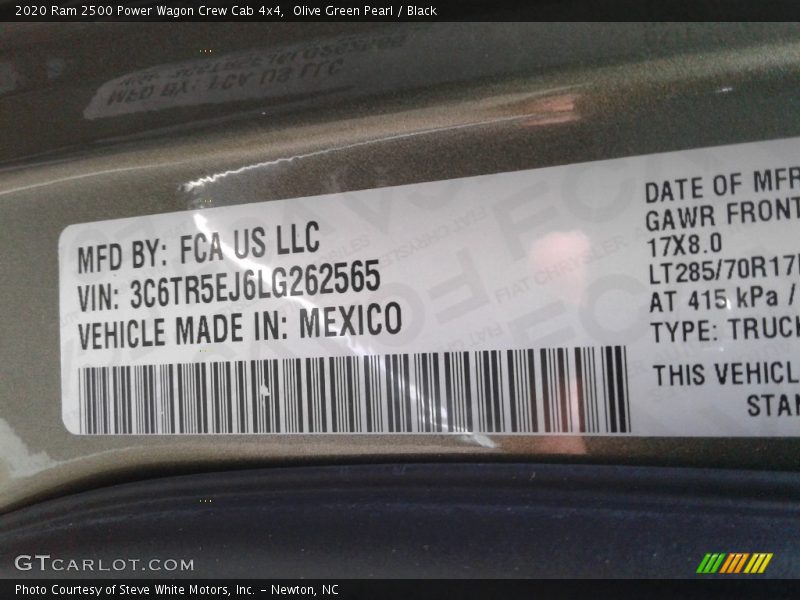 2020 Ram 2500 Power Wagon Crew Cab 4x4,  Olive Green Pearl / Black
MFD BY: FCA US LLC
VIN: 3C6TR5EJ6LG262565
VEHICLE MADE IN: MEXICO
DATE OF MFR
GAWR FRONT
17X8.0
LT285/70R17
AT 415 kPa /
TYPE: TRUCK
THIS VEHICL
STAN
GTCARLOT.COM
Photo Courtesy of Steve White Motors, Inc. – Newton, NC